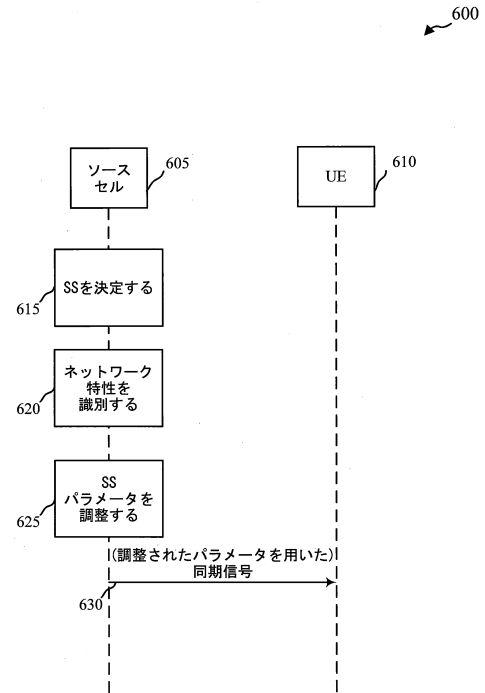 600
ソース
セル
605
UE
610
SSを決定する
615
ネットワーク
特性を
識別する
620
SS
パラメータを
調整する
625
(調整されたパラメータを用いた)
同期信号
630